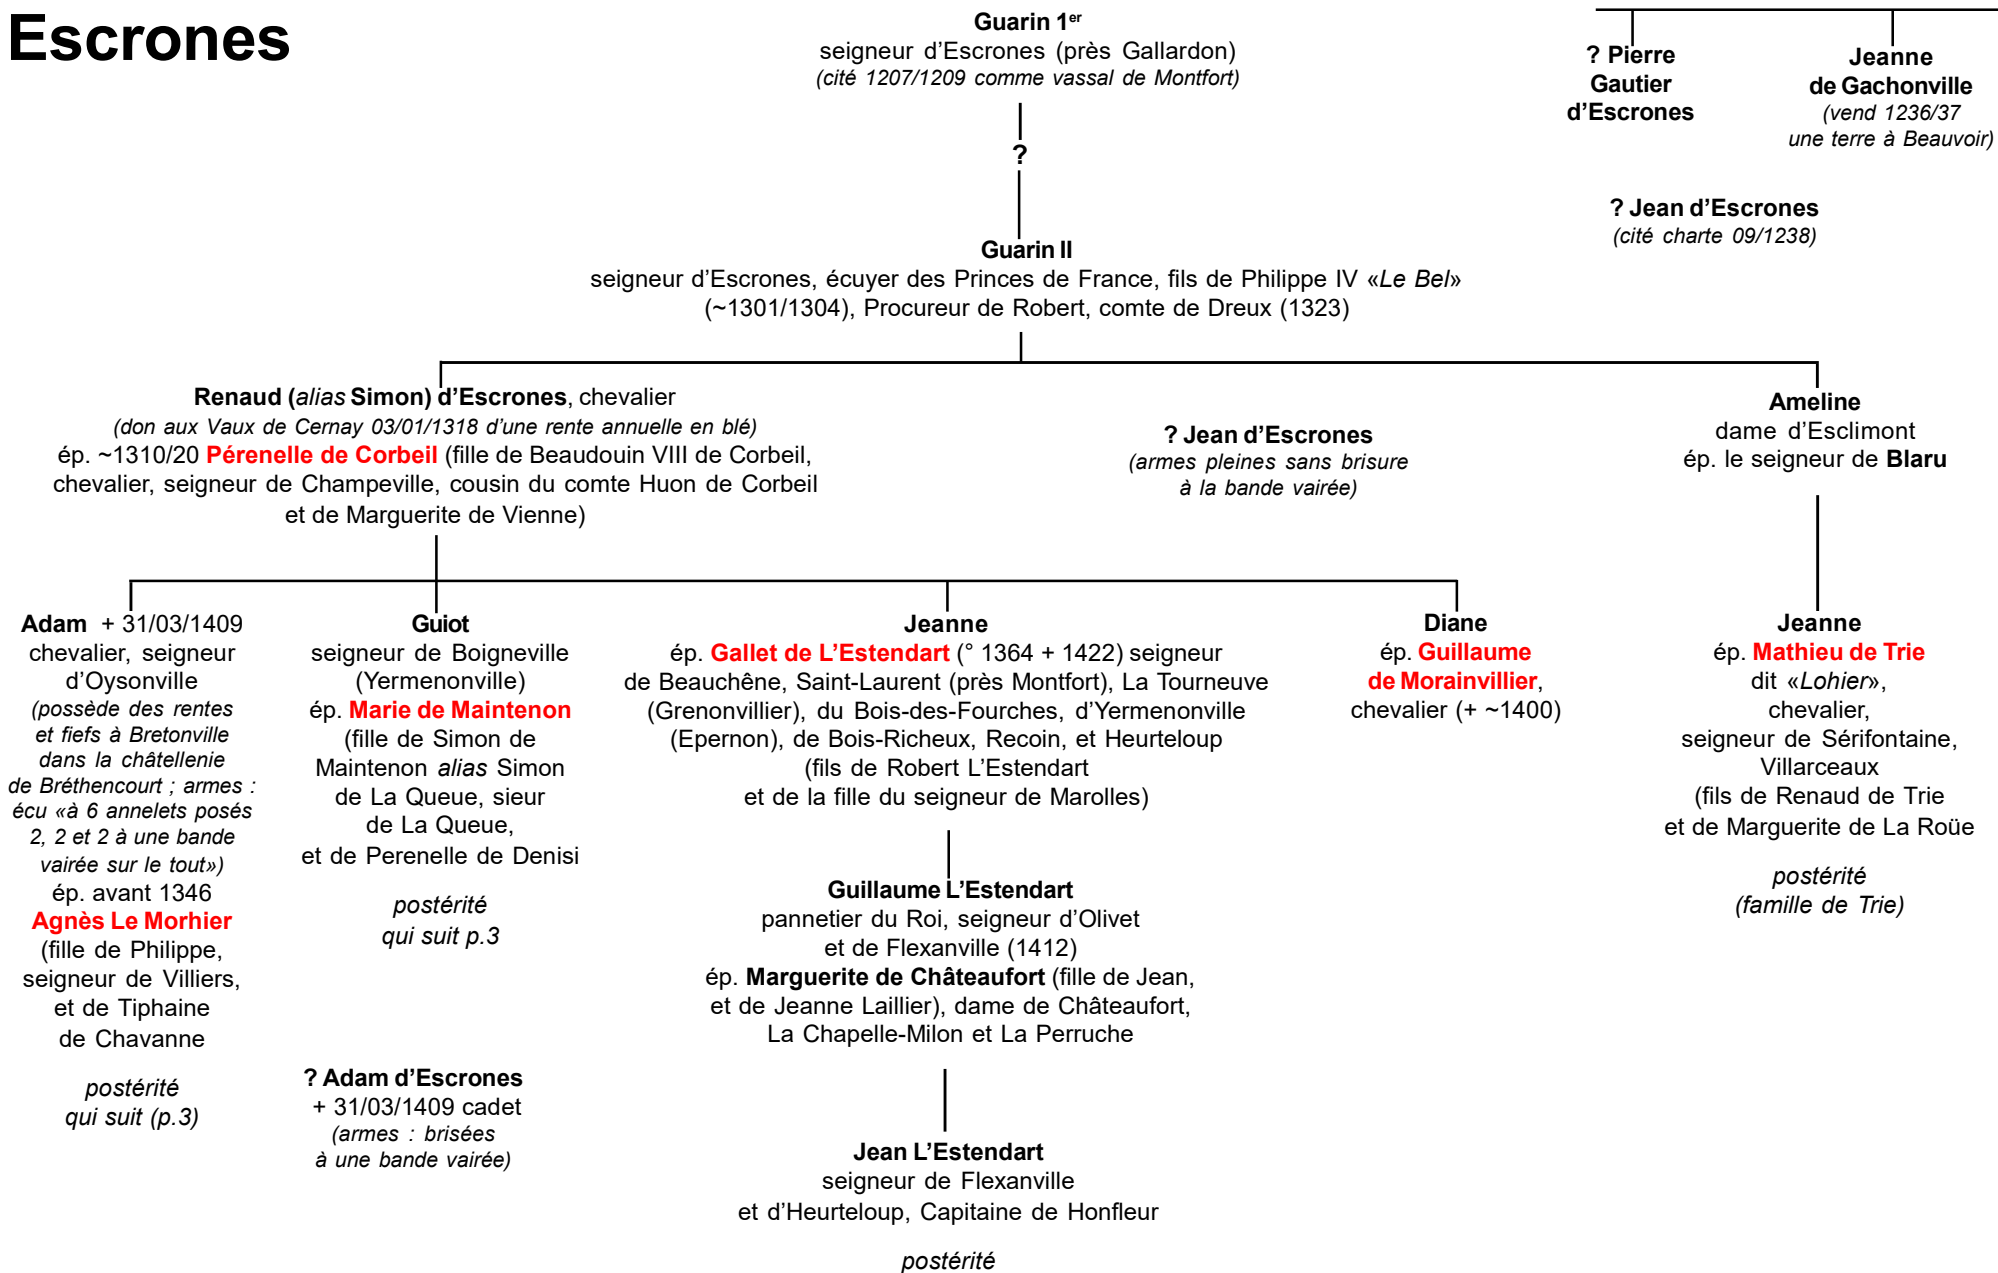 Escrones
Guarin 1er
seigneur d’Escrones (près Gallardon)
(cité 1207/1209 comme vassal de Montfort)
?
? Pierre
Gautier
d’Escrones
Jeanne
de Gachonville
(vend 1236/37
une terre à Beauvoir)
? Jean d’Escrones
(cité charte 09/1238)
Guarin II
seigneur d’Escrones, écuyer des Princes de France, fils de Philippe IV «Le Bel»
(~1301/1304), Procureur de Robert, comte de Dreux (1323)
Renaud (alias Simon) d’Escrones, chevalier
(don aux Vaux de Cernay 03/01/1318 d’une rente annuelle en blé)
ép. ~1310/20 Pérenelle de Corbeil (fille de Beaudouin VIII de Corbeil,
chevalier, seigneur de Champeville, cousin du comte Huon de Corbeil
et de Marguerite de Vienne)
? Jean d’Escrones
(armes pleines sans brisure
à la bande vairée)
Ameline
dame d’Esclimont
ép. le seigneur de Blaru
Adam + 31/03/1409
chevalier, seigneur
d’Oysonville
(possède des rentes
et fiefs à Bretonville
dans la châtellenie
de Bréthencourt ; armes :
écu «à 6 annelets posés
2, 2 et 2 à une bande
vairée sur le tout»)
ép. avant 1346
Agnès Le Morhier
(fille de Philippe,
seigneur de Villiers,
et de Tiphaine
de Chavanne
postérité
qui suit (p.3)
Guiot
seigneur de Boigneville
(Yermenonville)
ép. Marie de Maintenon
(fille de Simon de
Maintenon alias Simon
de La Queue, sieur
de La Queue,
et de Perenelle de Denisi
postérité
qui suit p.3
? Adam d’Escrones
+ 31/03/1409 cadet
(armes : brisées
à une bande vairée)
Jeanne
ép. Gallet de L’Estendart (° 1364 + 1422) seigneur
de Beauchêne, Saint-Laurent (près Montfort), La Tourneuve
(Grenonvillier), du Bois-des-Fourches, d’Yermenonville
(Epernon), de Bois-Richeux, Recoin, et Heurteloup
(fils de Robert L’Estendart
et de la fille du seigneur de Marolles)
Guillaume L’Estendart
pannetier du Roi, seigneur d’Olivet
et de Flexanville (1412)
ép. Marguerite de Châteaufort (fille de Jean,
et de Jeanne Laillier), dame de Châteaufort,
La Chapelle-Milon et La Perruche
Jean L’Estendart
seigneur de Flexanville
et d’Heurteloup, Capitaine de Honfleur
postérité
Diane
ép. Guillaume
de Morainvillier,
chevalier (+ ~1400)
Jeanne
ép. Mathieu de Trie
dit «Lohier»,
chevalier,
seigneur de Sérifontaine,
Villarceaux
(fils de Renaud de Trie
et de Marguerite de La Roüe
postérité
(famille de Trie)